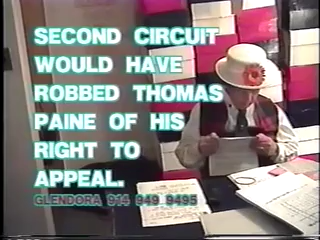 SECOND CIRCUIT
WOULD HAVE
ROBBED THOMAS
PAINE OF HIS
RIGHT TO
APPEAL.
GLENDORA 914 949 9495